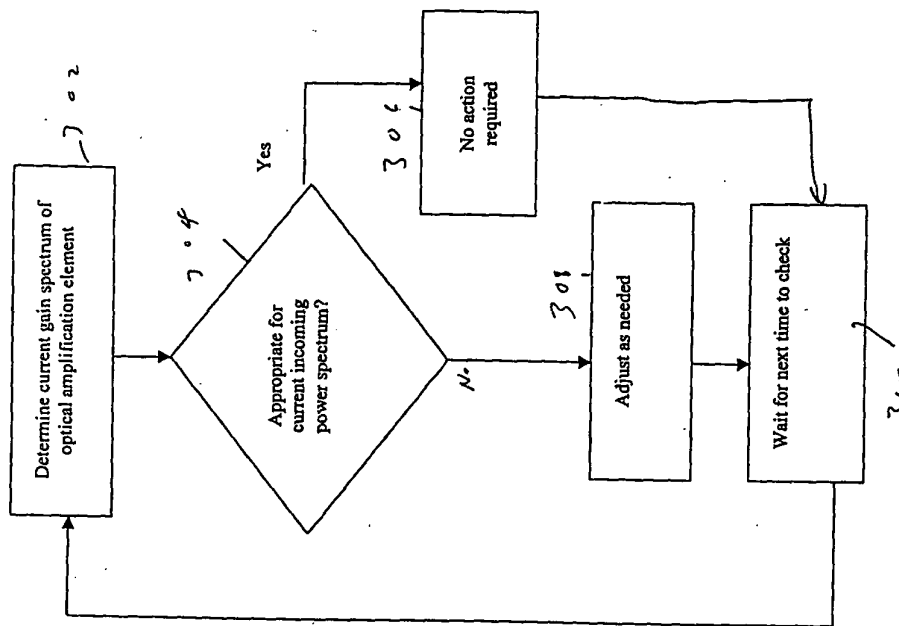 Determine current gain spectrum of
optical amplification element
302
304
Appropriate for
current incoming
power spectrum?
Yes
306
No action
required
No
308
Adjust as needed
Wait for next time to check